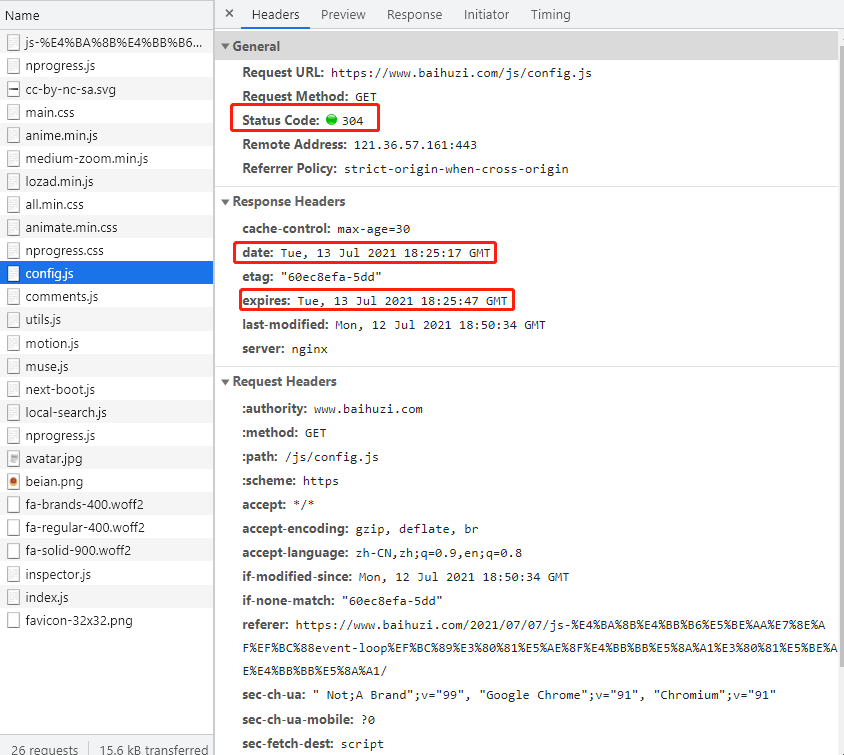 Name
js-%E4%BA%8B%E4%BB%B6...
nprogress.js
cc-by-nc-sa.svg
main.css
anime.min.js
medium-zoom.min.js
lozad.min.js
all.min.css
animate.min.css
nprogress.css
config.js
comments.js
utils.js
motion.js
muse.js
next-boot.js
local-search.js
nprogress.js
avatar.jpg
beian.png
fa-brands-400.woff2
fa-regular-400.woff2
fa-solid-900.woff2
inspector.js
index.js
favicon-32x32.png
26 requests 15.6 kB transferred
× Headers Preview Response Initiator Timing
General
Request URL: https://www.baihuzi.com/js/config.js
Request Method: GET
Status Code: 304
Remote Address: 121.36.57.161:443
Referrer Policy: strict-origin-when-cross-origin
Response Headers
cache-control: max-age=30
date: Tue, 13 Jul 2021 18:25:17 GMT
etag: "60ec8efa-5dd"
expires: Tue, 13 Jul 2021 18:25:47 GMT
last-modified: Mon, 12 Jul 2021 18:50:34 GMT
server: nginx
Request Headers
:authority: www.baihuzi.com
:method: GET
:path: /js/config.js
:scheme: https
accept: */*
accept-encoding: gzip, deflate, br
accept-language: zh-CN,zh;q=0.9,en;q=0.8
if-modified-since: Mon, 12 Jul 2021 18:50:34 GMT
if-none-match: "60ec8efa-5dd"
referer: https://www.baihuzi.com/2021/07/07/js-%E4%BA%8B%E4%BB%B6%E5%BE%AA%E7%8E%A
F%EF%BC%88event-loop%EF%BC%89%E3%80%81%E5%AE%8F%E4%BB%BB%E5%8A%A1%E3%80%81%E5%BE%A
E%E4%BB%BB%E5%8A%A1/
sec-ch-ua: " Not;A Brand";v="99", "Google Chrome";v="91", "Chromium";v="91"
sec-ch-ua-mobile: ?0
sec-fetch-dest: script